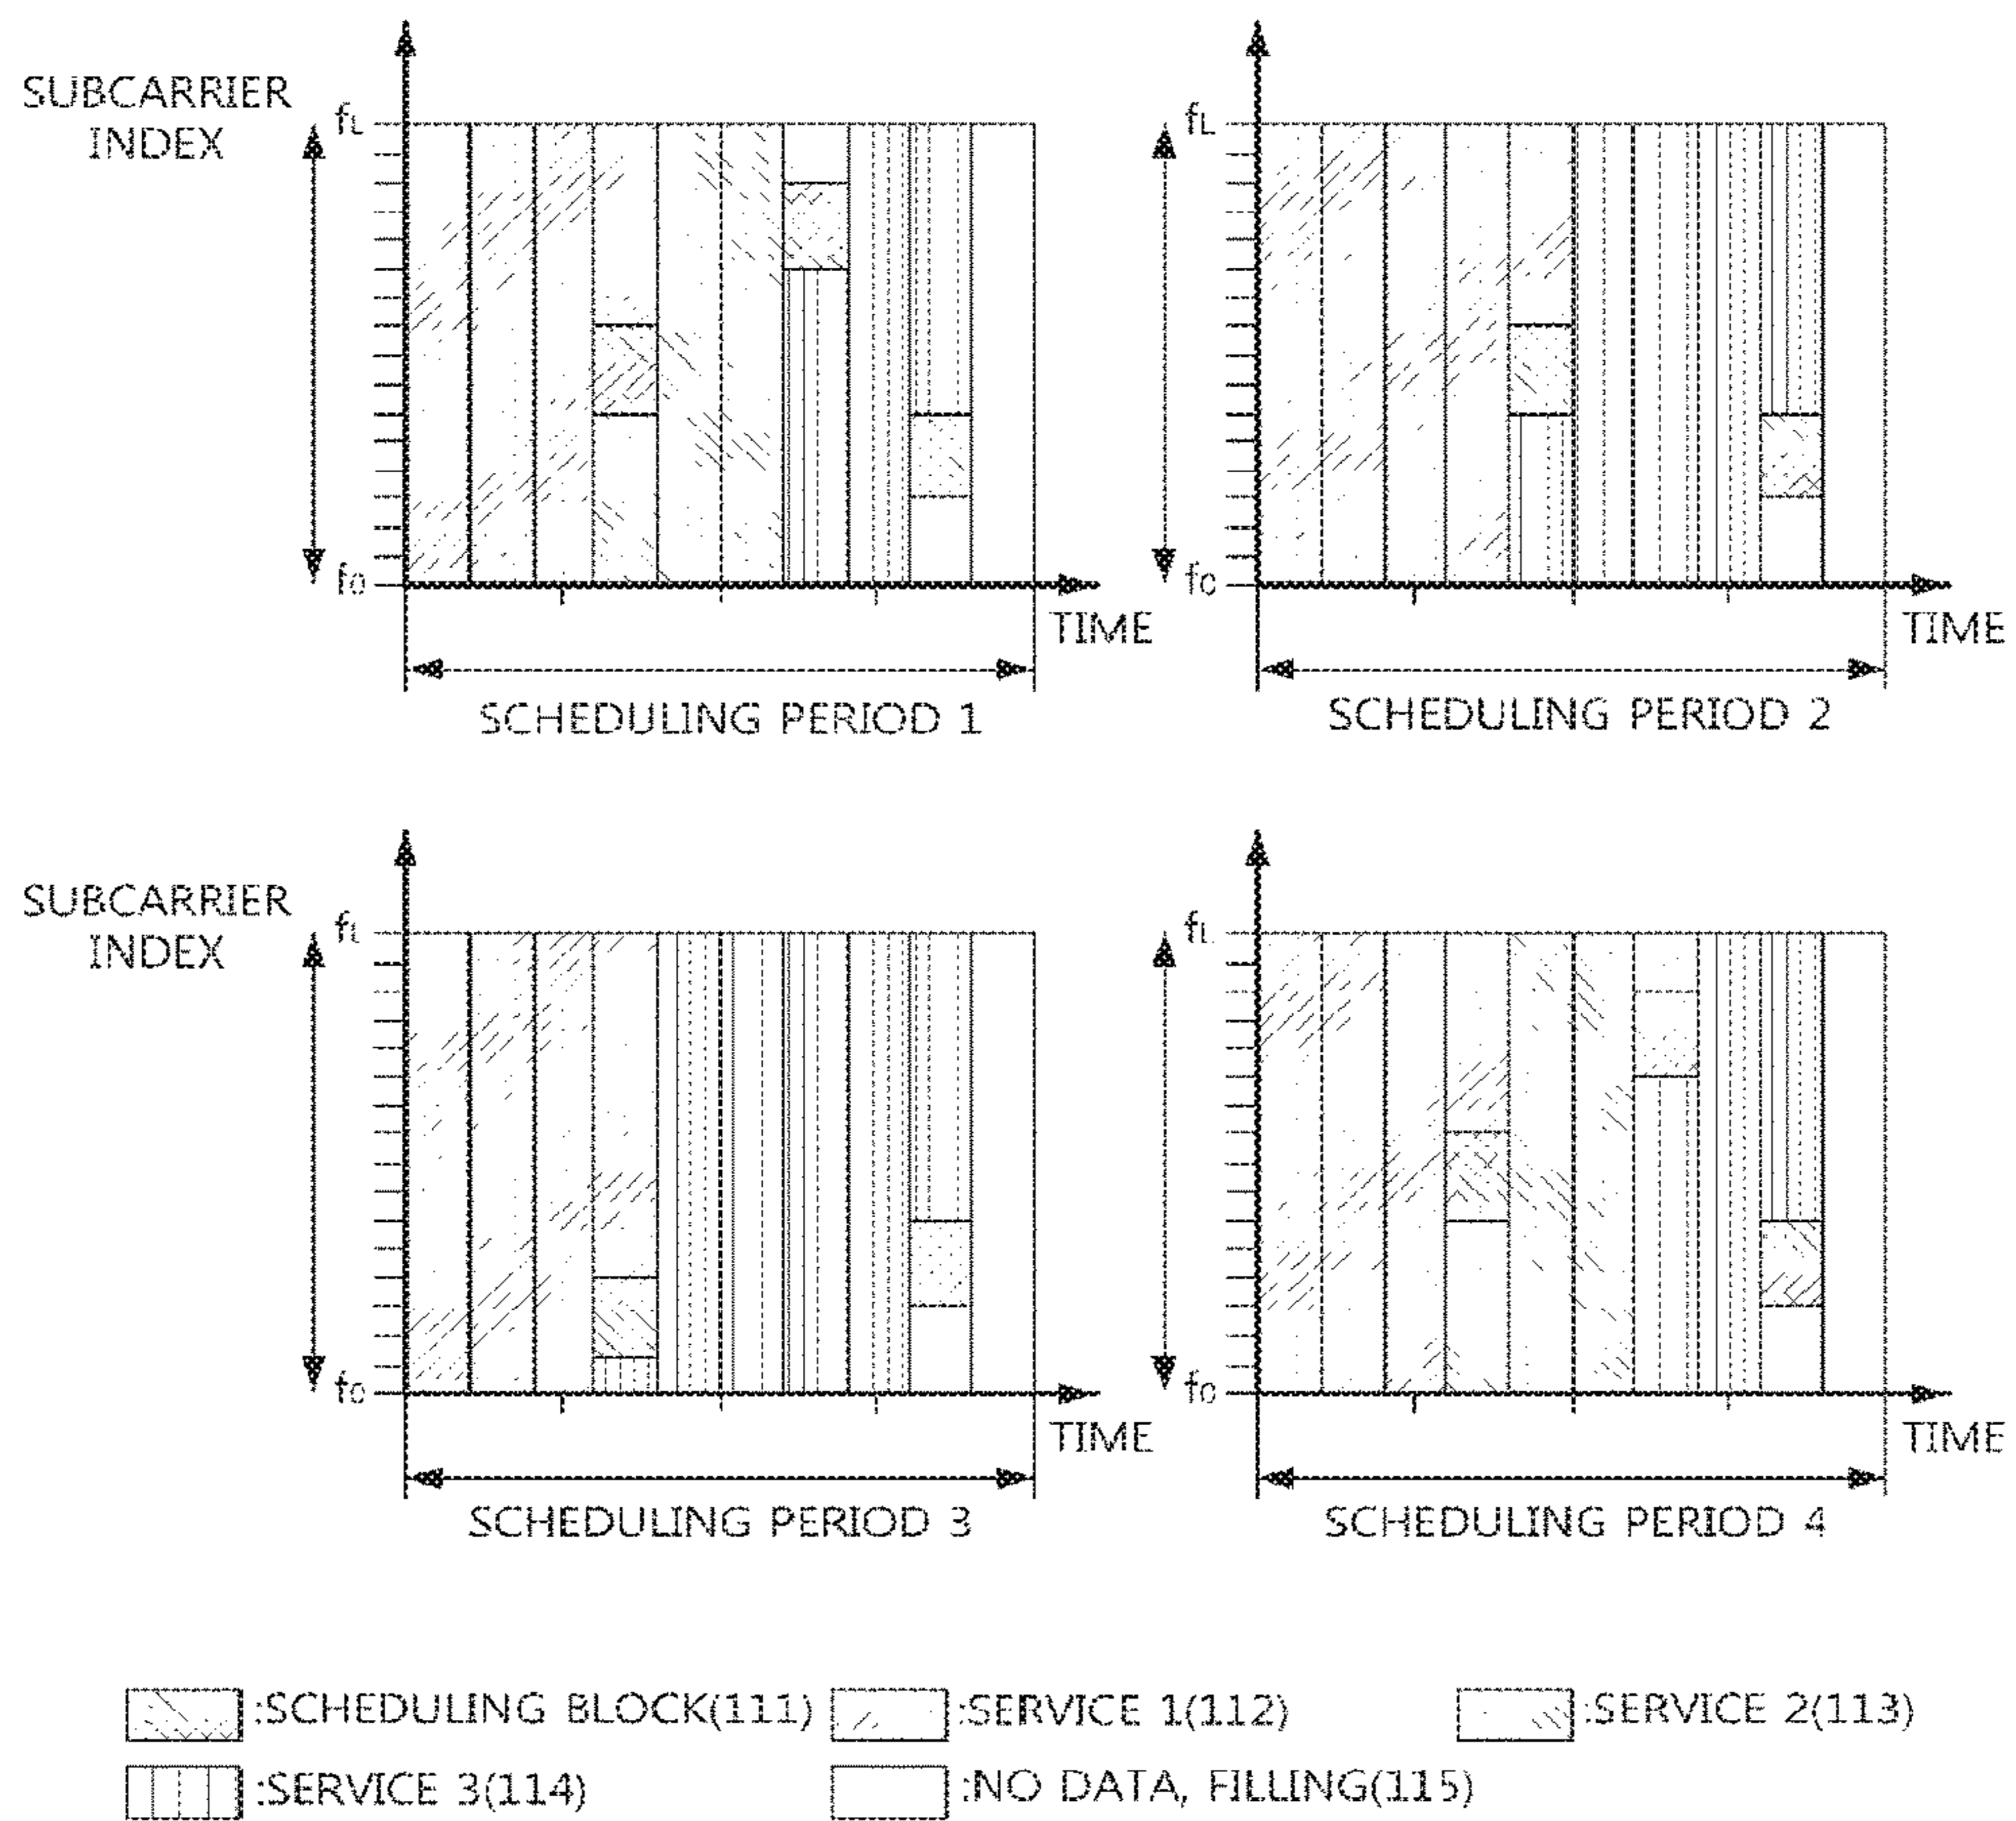 SUBCARRIER
INDEX
fL
f0
TIME
SCHEDULING PERIOD 1
fL
f0
TIME
SCHEDULING PERIOD 2
SUBCARRIER
INDEX
fL
f0
TIME
SCHEDULING PERIOD 3
fL
f0
TIME
SCHEDULING PERIOD 4
:SCHEDULING BLOCK(111)
:SERVICE 1(112)
:SERVICE 2(113)
:SERVICE 3(114)
:NO DATA, FILLING(115)